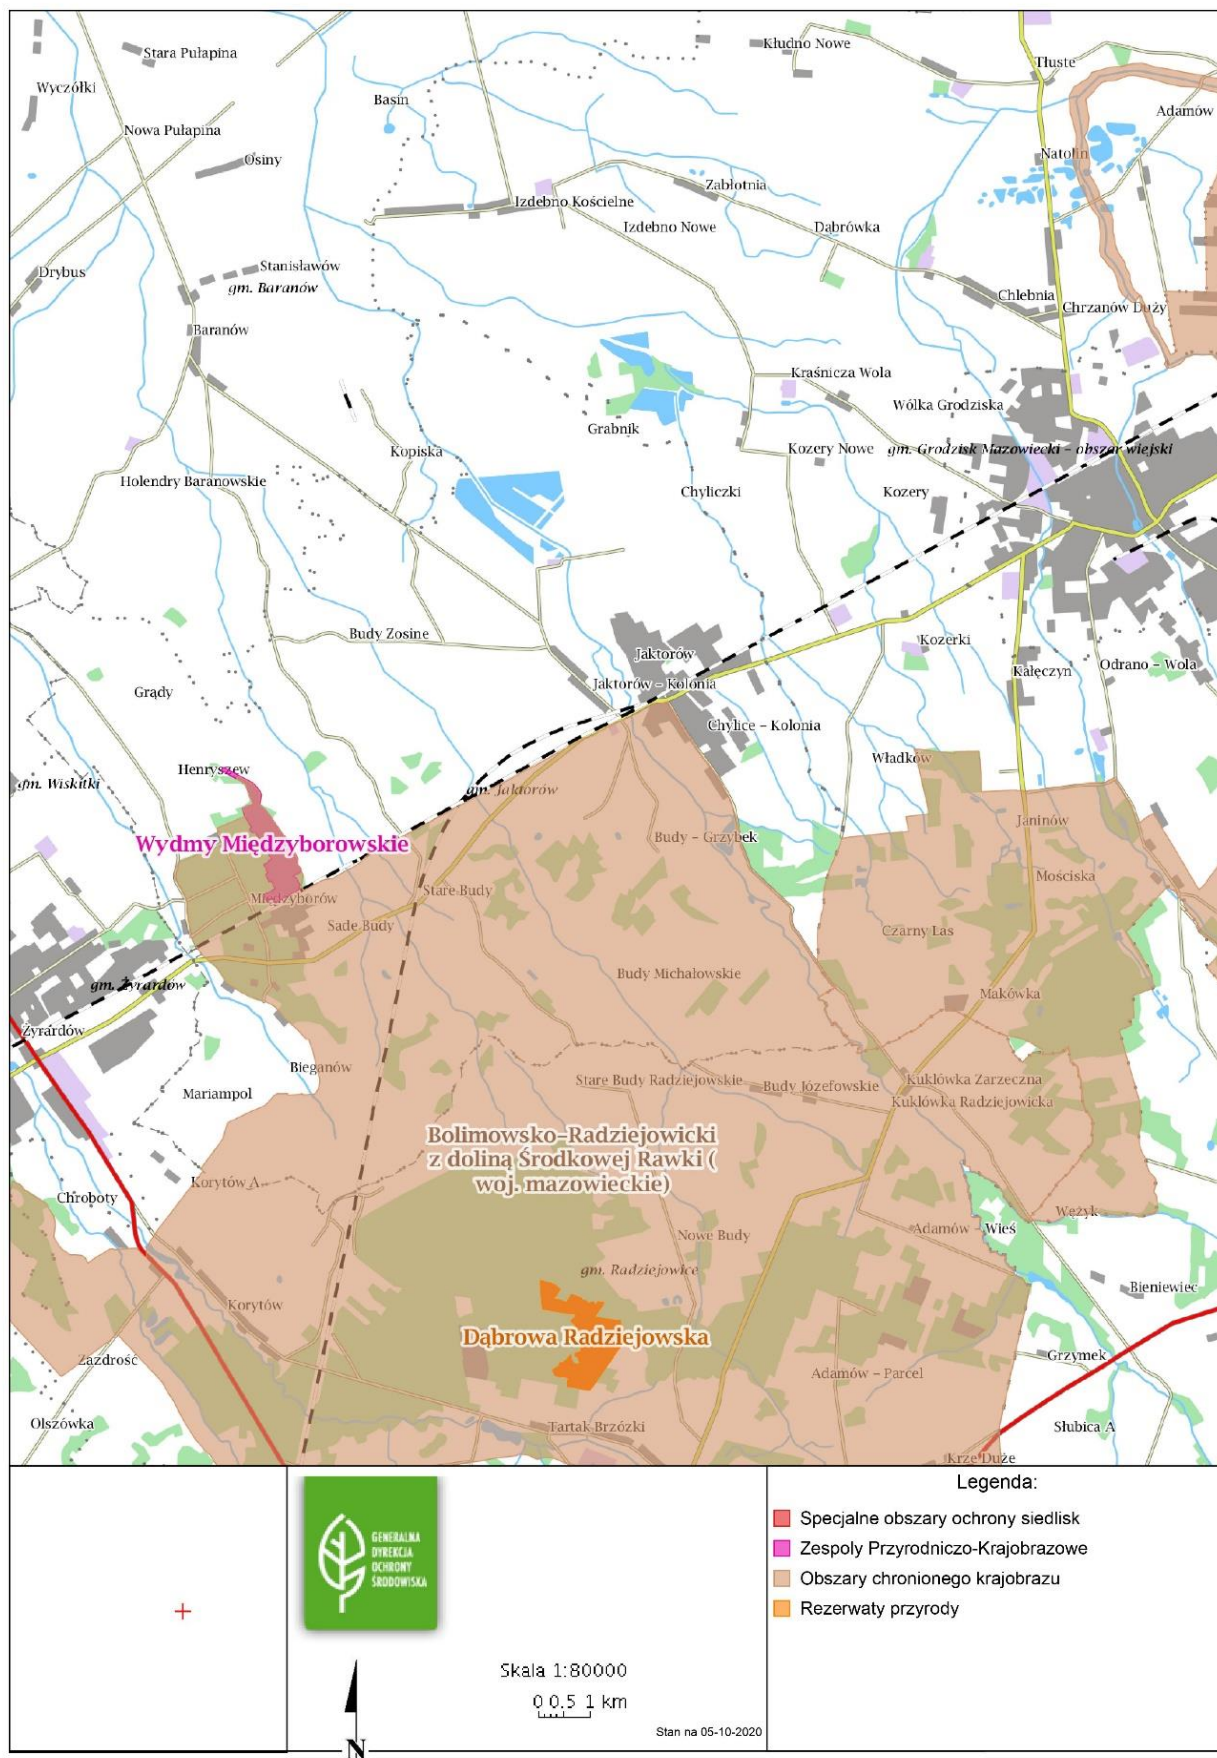 Kłudno Nowe
Stara Pułapina
Tłuste
Wyczółki
Basin
Adamów
Nowa Pułapina
Osiny
Natolin
Zabłotnia
Izdebno Kościelne
Izdebno Nowe
Dąbrówka
Drybus
Stanisławów
gm. Baranów
Chlebnia
Chrzanów Duży
Baranów
Kraśnicza Wola
Wólka Grodziska
Grabnik
Kopiska
Kozery Nowe
gm. Grodzisk Mazowiecki - obszar wiejski
Holendry Baranowskie
Chyliczki
Kozery
Budy Zosine
Jaktorów
Kozerki
Kałęczyn
Odrano - Wola
Grądy
Jaktorów - Kolonia
Chylice - Kolonia
Henryszew
Władków
gm. Wiskitki
gm. Jaktorów
Wydmy Międzyborowskie
Budy - Grzybek
Janinów
Mościska
Międzyborów
Stare Budy
Sade Budy
Czarny Las
Budy Michałowskie
gm. Żyrardów
Makówka
Żyrardów
Bieganów
Mariampol
Stare Budy Radziejowskie
Budy Józefowskie
Kuklówka Zarzeczna
Kuklówka Radziejowicka
Bolimowsko-Radziejowicki
z doliną Środkowej Rawki (
woj. mazowieckie)
Korytów A
Chroboty
Wężyk
Nowe Budy
Adamów - Wieś
gm. Radziejowice
Bieniewiec
Korytów
Dąbrowa Radziejowska
Zazdrość
Grzymek
Adamów - Parcel
Olszówka
Tartak Brzózki
Słubica A
Krze Duże
GENERALNA
DYREKCJA
OCHRONY
ŚRODOWISKA
Skala 1:80000
0 0.5 1 km
Stan na 05-10-2020
N
Legenda:
Specjalne obszary ochrony siedlisk
Zespoly Przyrodniczo-Krajobrazowe
Obszary chronionego krajobrazu
Rezerwaty przyrody